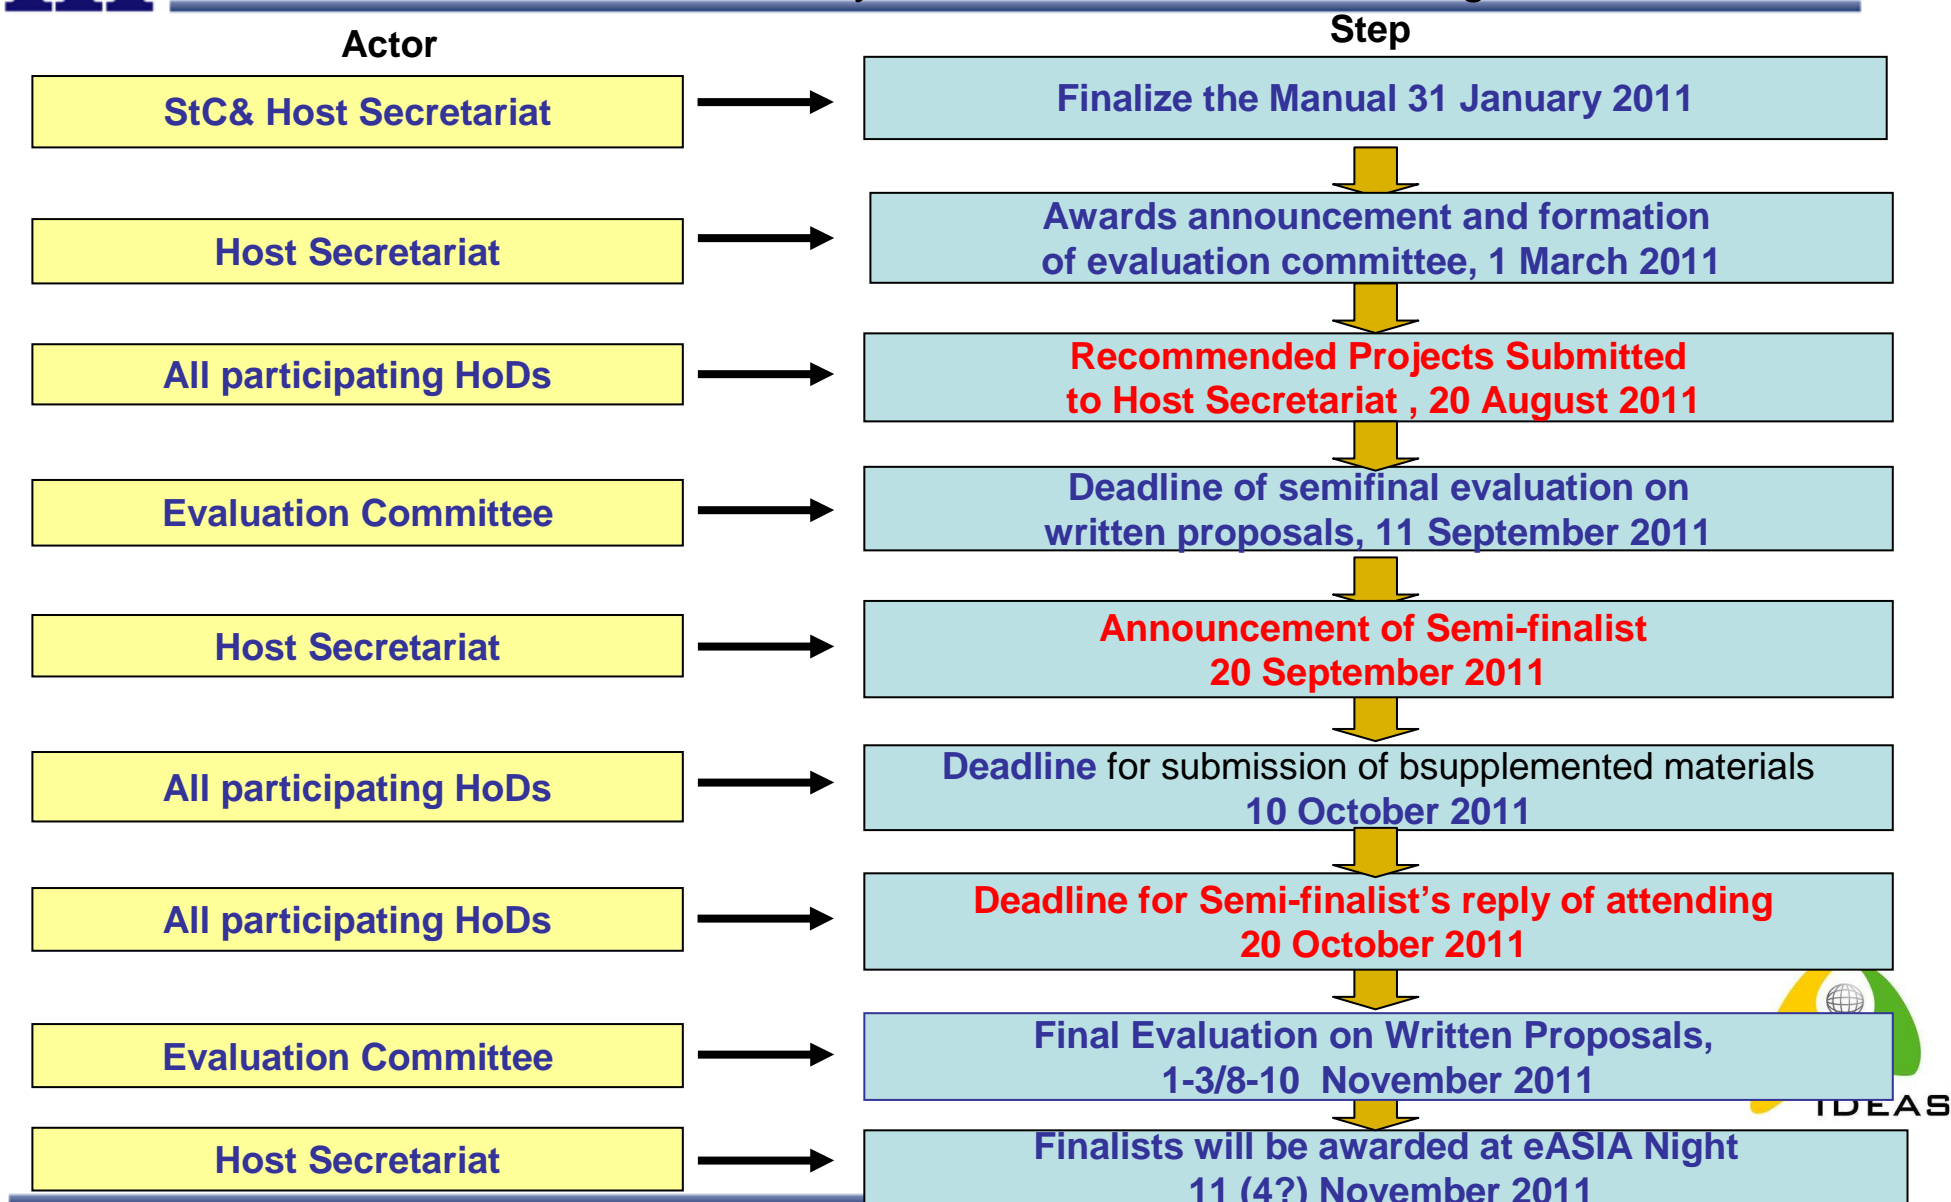 Actor
Step
StC& Host Secretariat
Finalize the Manual 31 January 2011
Host Secretariat
Awards announcement and formation
of evaluation committee, 1 March 2011
All participating HoDs
Recommended Projects Submitted
to Host Secretariat , 20 August 2011
Evaluation Committee
Deadline of semifinal evaluation on
written proposals, 11 September 2011
Host Secretariat
Announcement of Semi-finalist
20 September 2011
All participating HoDs
Deadline for submission of bsupplemented materials
10 October 2011
All participating HoDs
Deadline for Semi-finalist’s reply of attending
20 October 2011
Evaluation Committee
Final Evaluation on Written Proposals,
1-3/8-10 November 2011
IDEAS
Host Secretariat
Finalists will be awarded at eASIA Night
11 (4?) November 2011